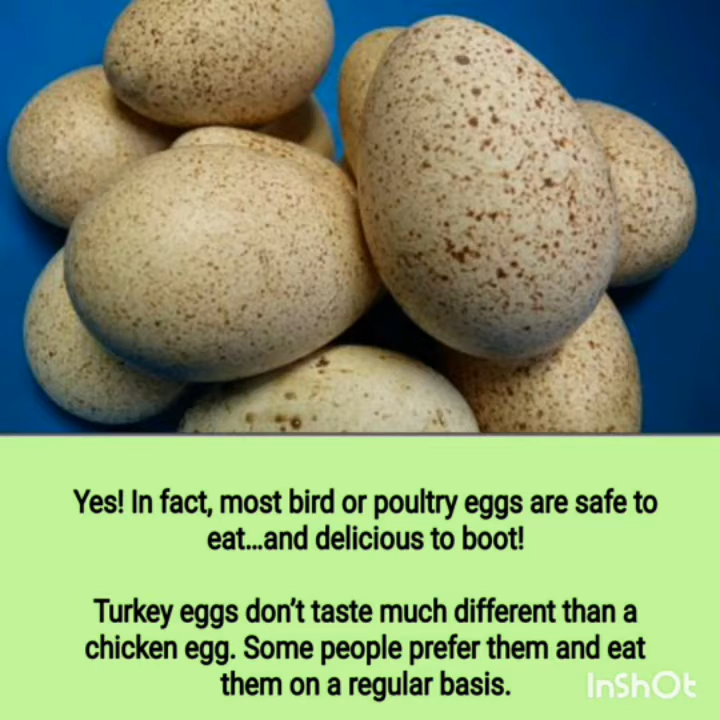 Yes! In fact, most bird or poultry eggs are safe to
eat...and delicious to boot!
Turkey eggs don't taste much different than a
chicken egg. Some people prefer them and eat
them on a regular basis.
InShOt